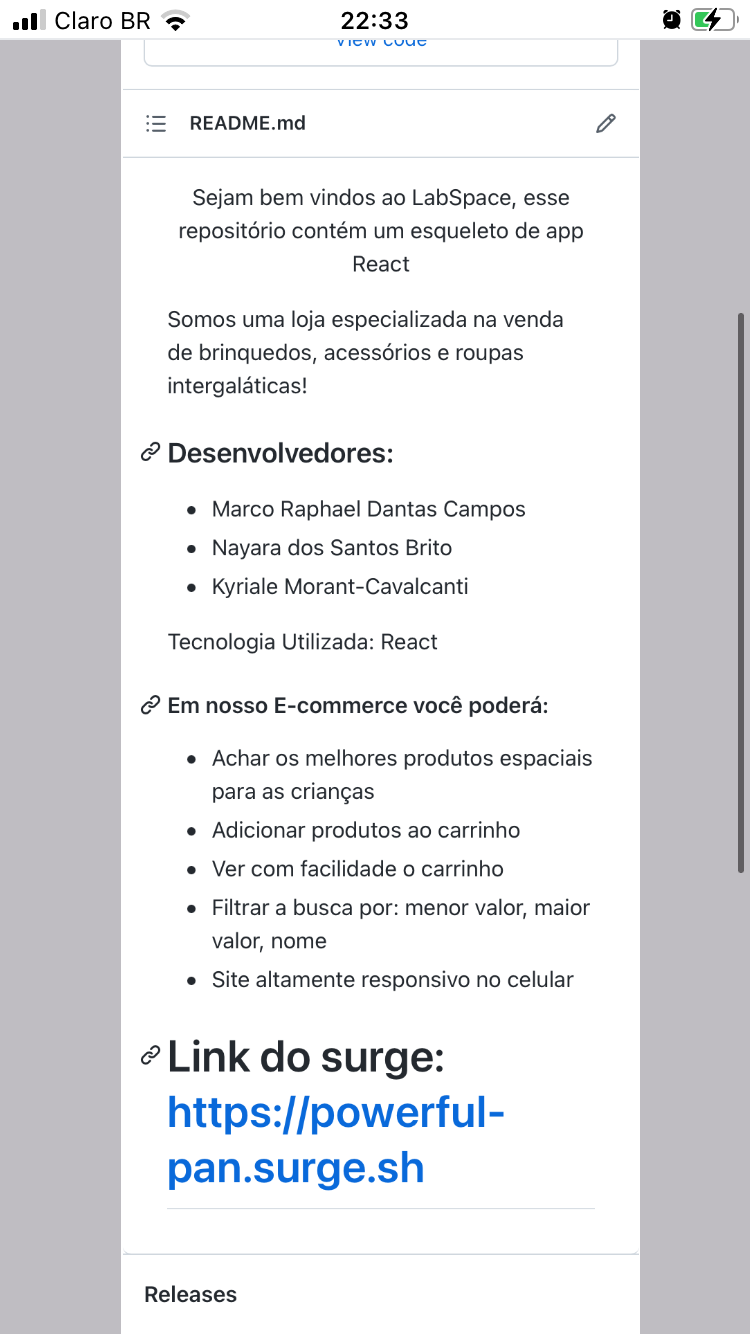 Claro BR
22:33
View code
README.md
Sejam bem vindos ao LabSpace, esse
repositório contém um esqueleto de app
React
Somos uma loja especializada na venda
de brinquedos, acessórios e roupas
intergaláticas!
Desenvolvedores:
Marco Raphael Dantas Campos
Nayara dos Santos Brito
Kyriale Morant-Cavalcanti
Tecnologia Utilizada: React
Em nosso E-commerce você poderá:
Achar os melhores produtos espaciais
para as crianças
Adicionar produtos ao carrinho
Ver com facilidade o carrinho
Filtrar a busca por: menor valor, maior
valor, nome
Site altamente responsivo no celular
Link do surge:
https://powerful-
pan.surge.sh
Releases